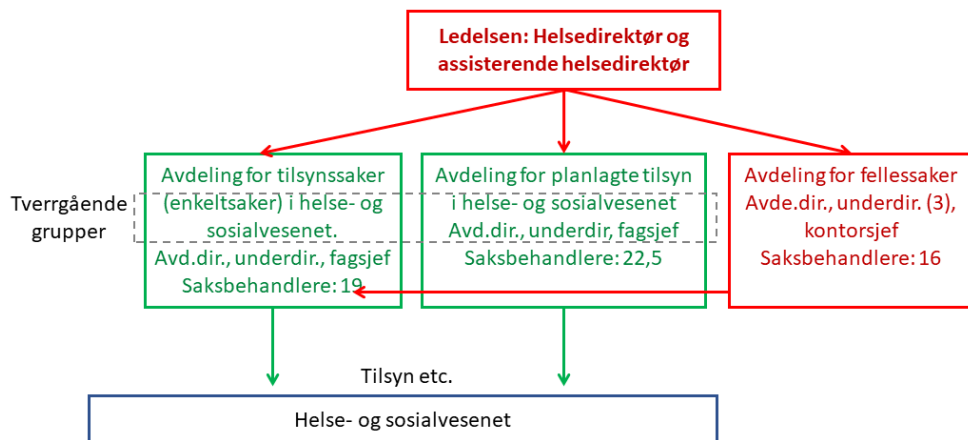 Ledelsen: Helsedirektør og
assisterende helsedirektør
Avdeling for tilsynssaker
(enkeltsaker) i helse- og
sosialvesenet.
Avd.dir., underdir., fagsjef
Saksbehandlere: 19
Avdeling for planlagte tilsyn
i helse- og sosialvesenet
Avd.dir., underdir, fagsjef
Saksbehandlere: 22,5
Avdeling for fellessaker
Avde.dir., underdir. (3),
kontorsjef
Saksbehandlere: 16
Tverrgående
grupper
Tilsyn etc.
Helse- og sosialvesenet